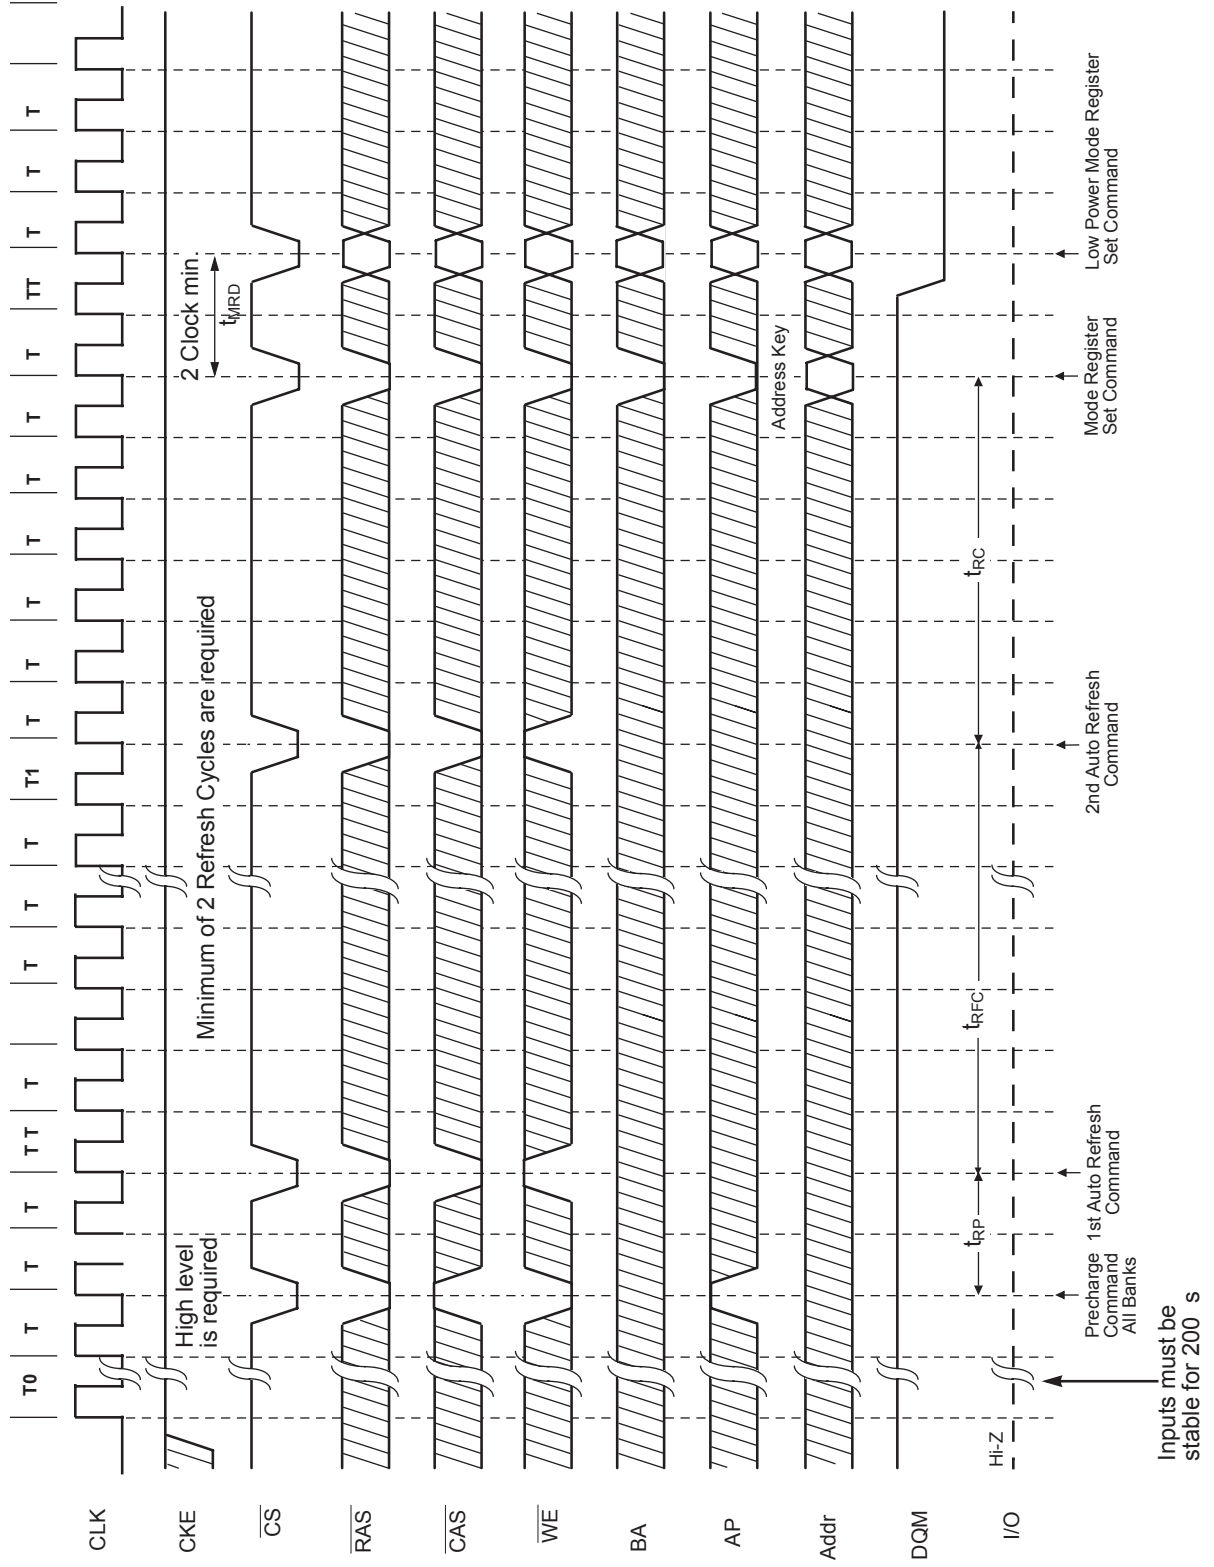 T0 T T T T T T T T T T1 T T T T T T T TT T T T
CLK
CKE
High level
is required
Minimum of 2 Refresh Cycles are required
2 Clock min.
tMRD
CS
RAS
CAS
WE
BA
AP
Address Key
Addr
DQM
tRP
tRFC
tRC
Hi-Z
I/O
Precharge
Command
All Banks
1st Auto Refresh
Command
2nd Auto Refresh
Command
Mode Register
Set Command
Low Power Mode Register
Set Command
Inputs must be
stable for 200 s